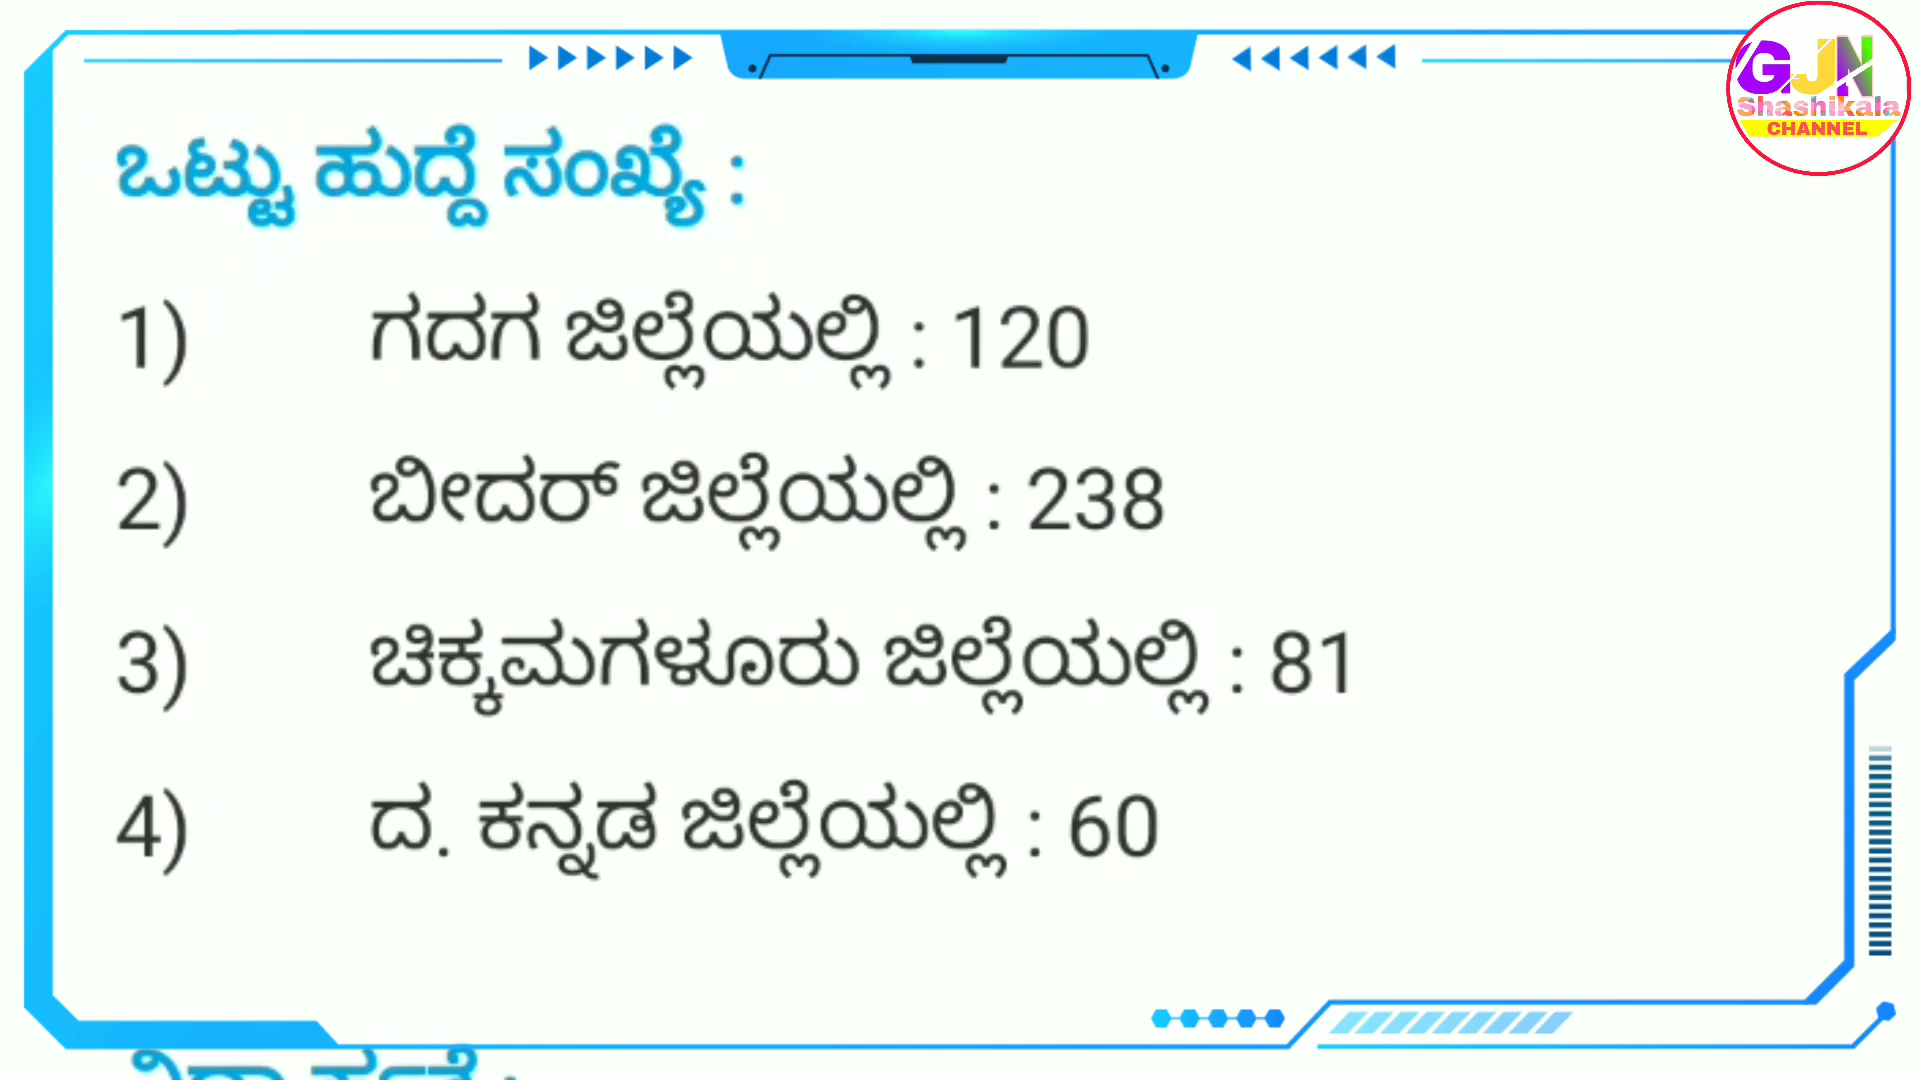 GJN
Shashikala
CHANNEL
ಒಟ್ಟು ಹುದ್ದೆ ಸಂಖ್ಯೆ :
1) ಗದಗ ಜಿಲ್ಲೆಯಲ್ಲಿ : 120
2) ಬೀದರ್ ಜಿಲ್ಲೆಯಲ್ಲಿ : 238
3) ಚಿಕ್ಕಮಗಳೂರು ಜಿಲ್ಲೆಯಲ್ಲಿ : 81
4) ದ. ಕನ್ನಡ ಜಿಲ್ಲೆಯಲ್ಲಿ : 60